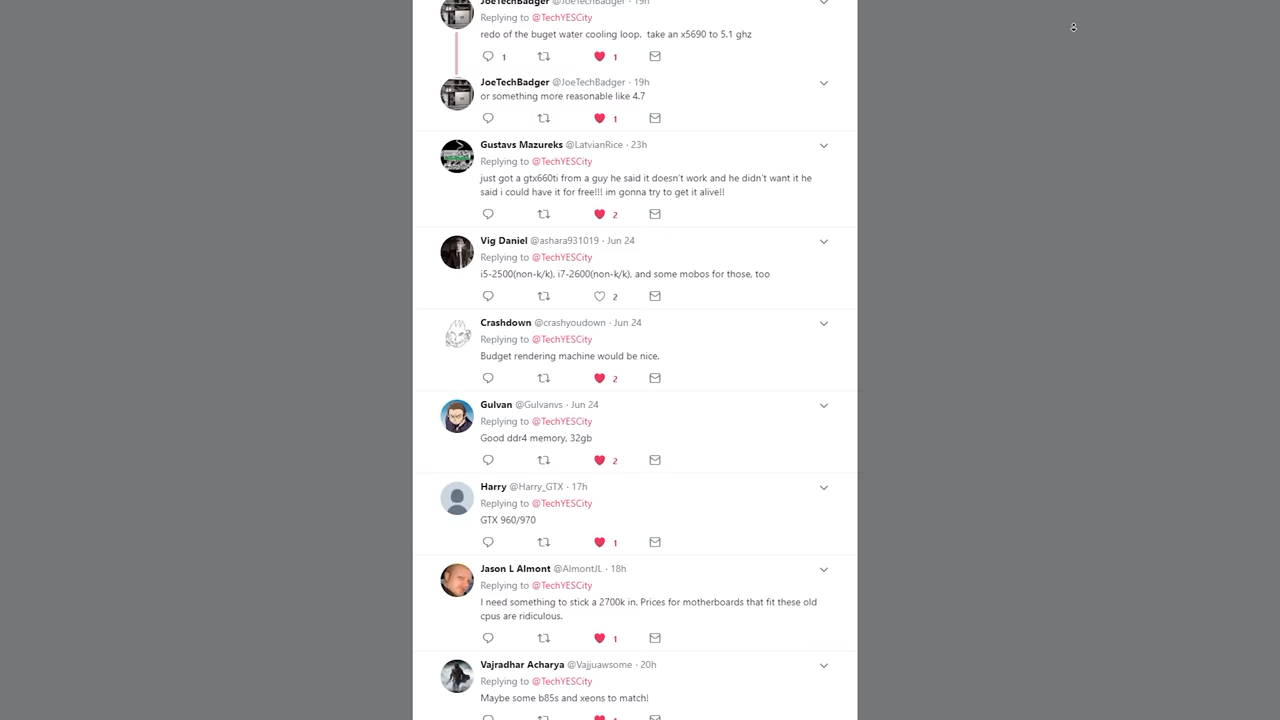 JoeTechBadger @JoeTechBadger · 19h
Replying to @TechYESCity
redo of the buget water cooling loop. take an x5690 to 5.1 ghz
1 1
JoeTechBadger @JoeTechBadger · 19h
or something more reasonable like 4.7
1
Gustavs Mazureks @LatvianRice · 23h
Replying to @TechYESCity
just got a gtx660ti from a guy he said it doesn't work and he didn't want it he
said i could have it for free!!! im gonna try to get it alive!!
2
Vig Daniel @ashara931019 · Jun 24
Replying to @TechYESCity
i5-2500(non-k/k), i7-2600(non-k/k), and some mobos for those, too
2
Crashdown @crashyoudown · Jun 24
Replying to @TechYESCity
Budget rendering machine would be nice.
2
Gulvan @Gulvanvs · Jun 24
Replying to @TechYESCity
Good ddr4 memory, 32gb
2
Harry @Harry_GTX · 17h
Replying to @TechYESCity
GTX 960/970
1
Jason L Almont @AlmontJL · 18h
Replying to @TechYESCity
I need something to stick a 2700k in. Prices for motherboards that fit these old
cpus are ridiculous.
1
Vajradhar Acharya @Vajjuawsome · 20h
Replying to @TechYESCity
Maybe some b85s and xeons to match!